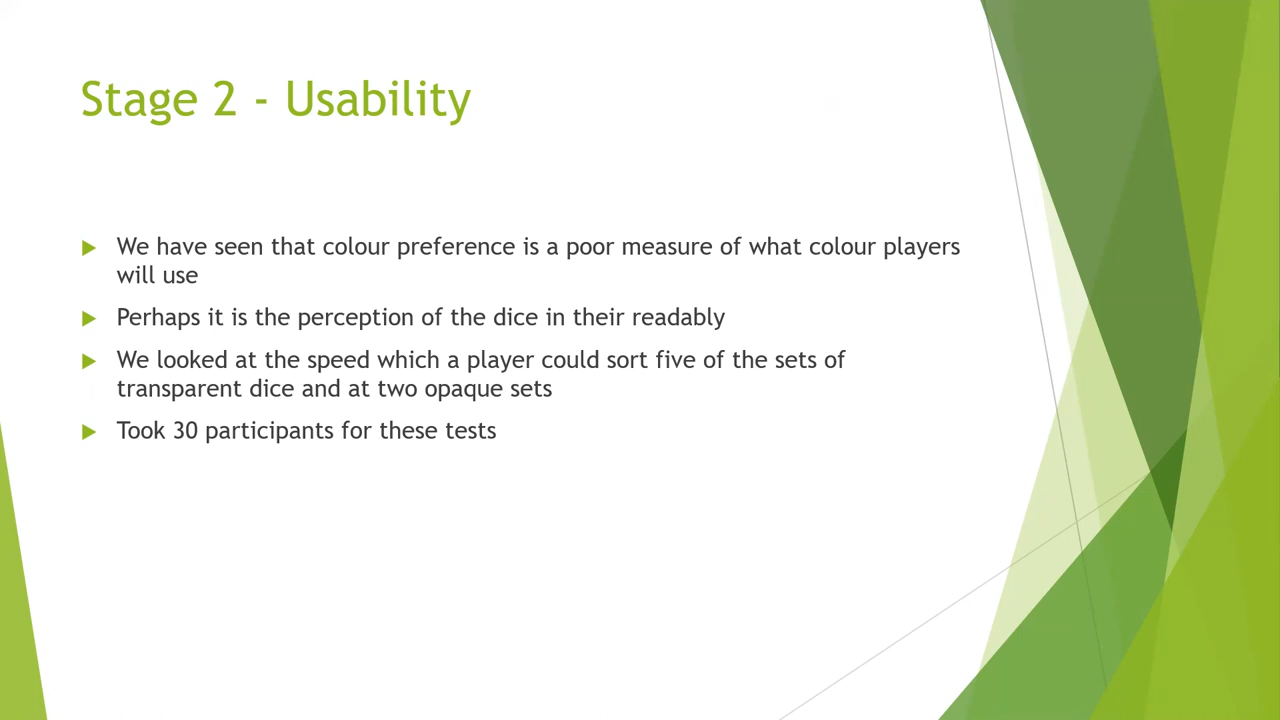 Stage 2 - Usability
We have seen that colour preference is a poor measure of what colour players
will use
Perhaps it is the perception of the dice in their readably
We looked at the speed which a player could sort five of the sets of
transparent dice and at two opaque sets
Took 30 participants for these tests